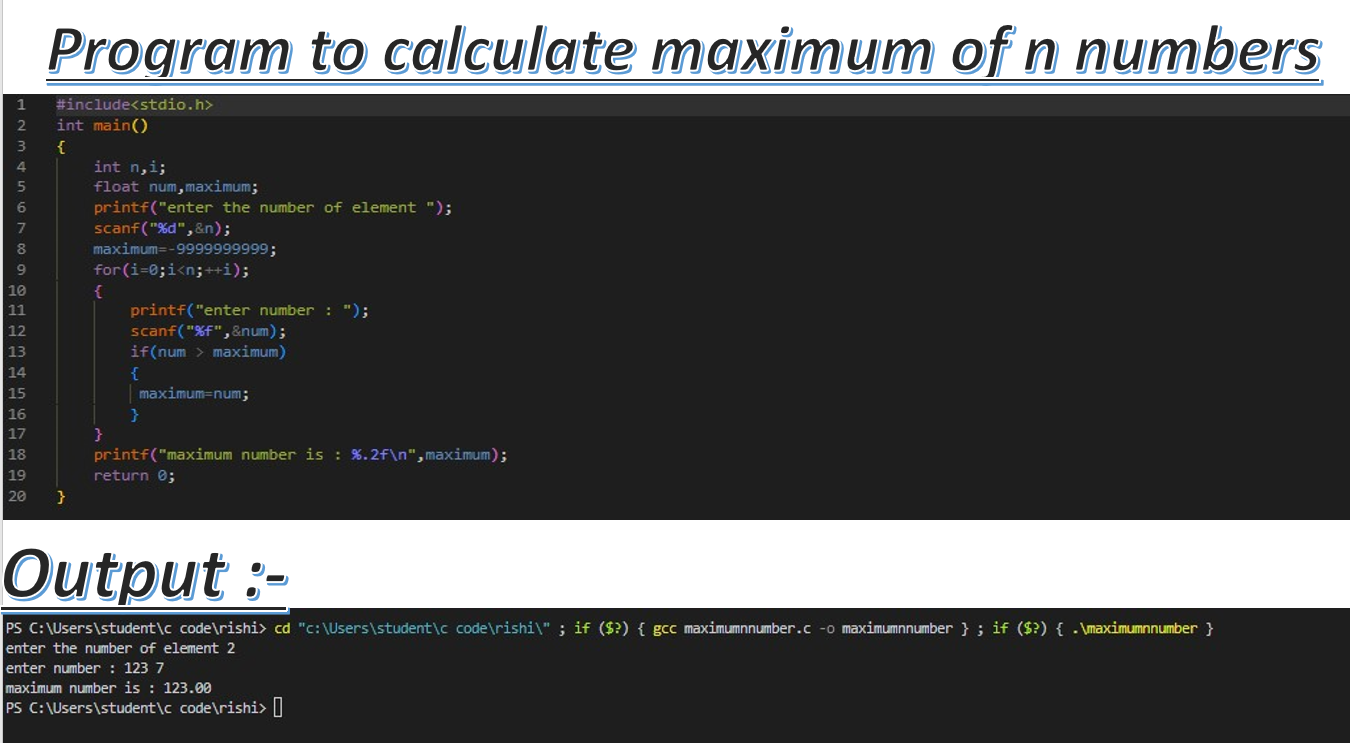 Program to calculate maximum of n numbers
1 #include<stdio.h>
2 int main()
3 {
4 int n,i;
5 float num,maximum;
6 printf("enter the number of element ");
7 scanf("%d",&n);
8 maximum=-9999999999;
9 for(i=0;i<n;++i);
10 {
11 printf("enter number : ");
12 scanf("%f",&num);
13 if(num > maximum)
14 {
15 maximum=num;
16 }
17 }
18 printf("maximum number is : %.2f\n",maximum);
19 return 0;
20 }
Output :-
PS C:\Users\student\c code\rishi> cd "c:\Users\student\c code\rishi\" ; if ($?) { gcc maximumnnumber.c -o maximumnnumber } ; if ($?) { .\maximumnnumber }
enter the number of element 2
enter number : 123 7
maximum number is : 123.00
PS C:\Users\student\c code\rishi>